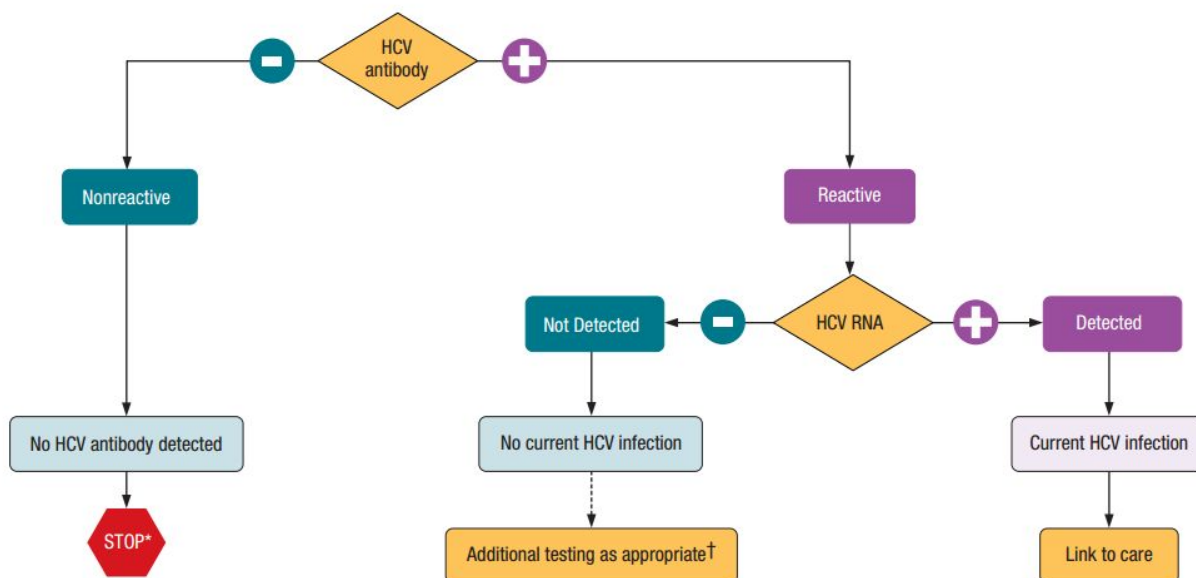 HCV
antibody
Nonreactive
Reactive
Not Detected
HCV RNA
Detected
No HCV antibody detected
No current HCV infection
Current HCV infection
STOP*
Additional testing as appropriate†
Link to care